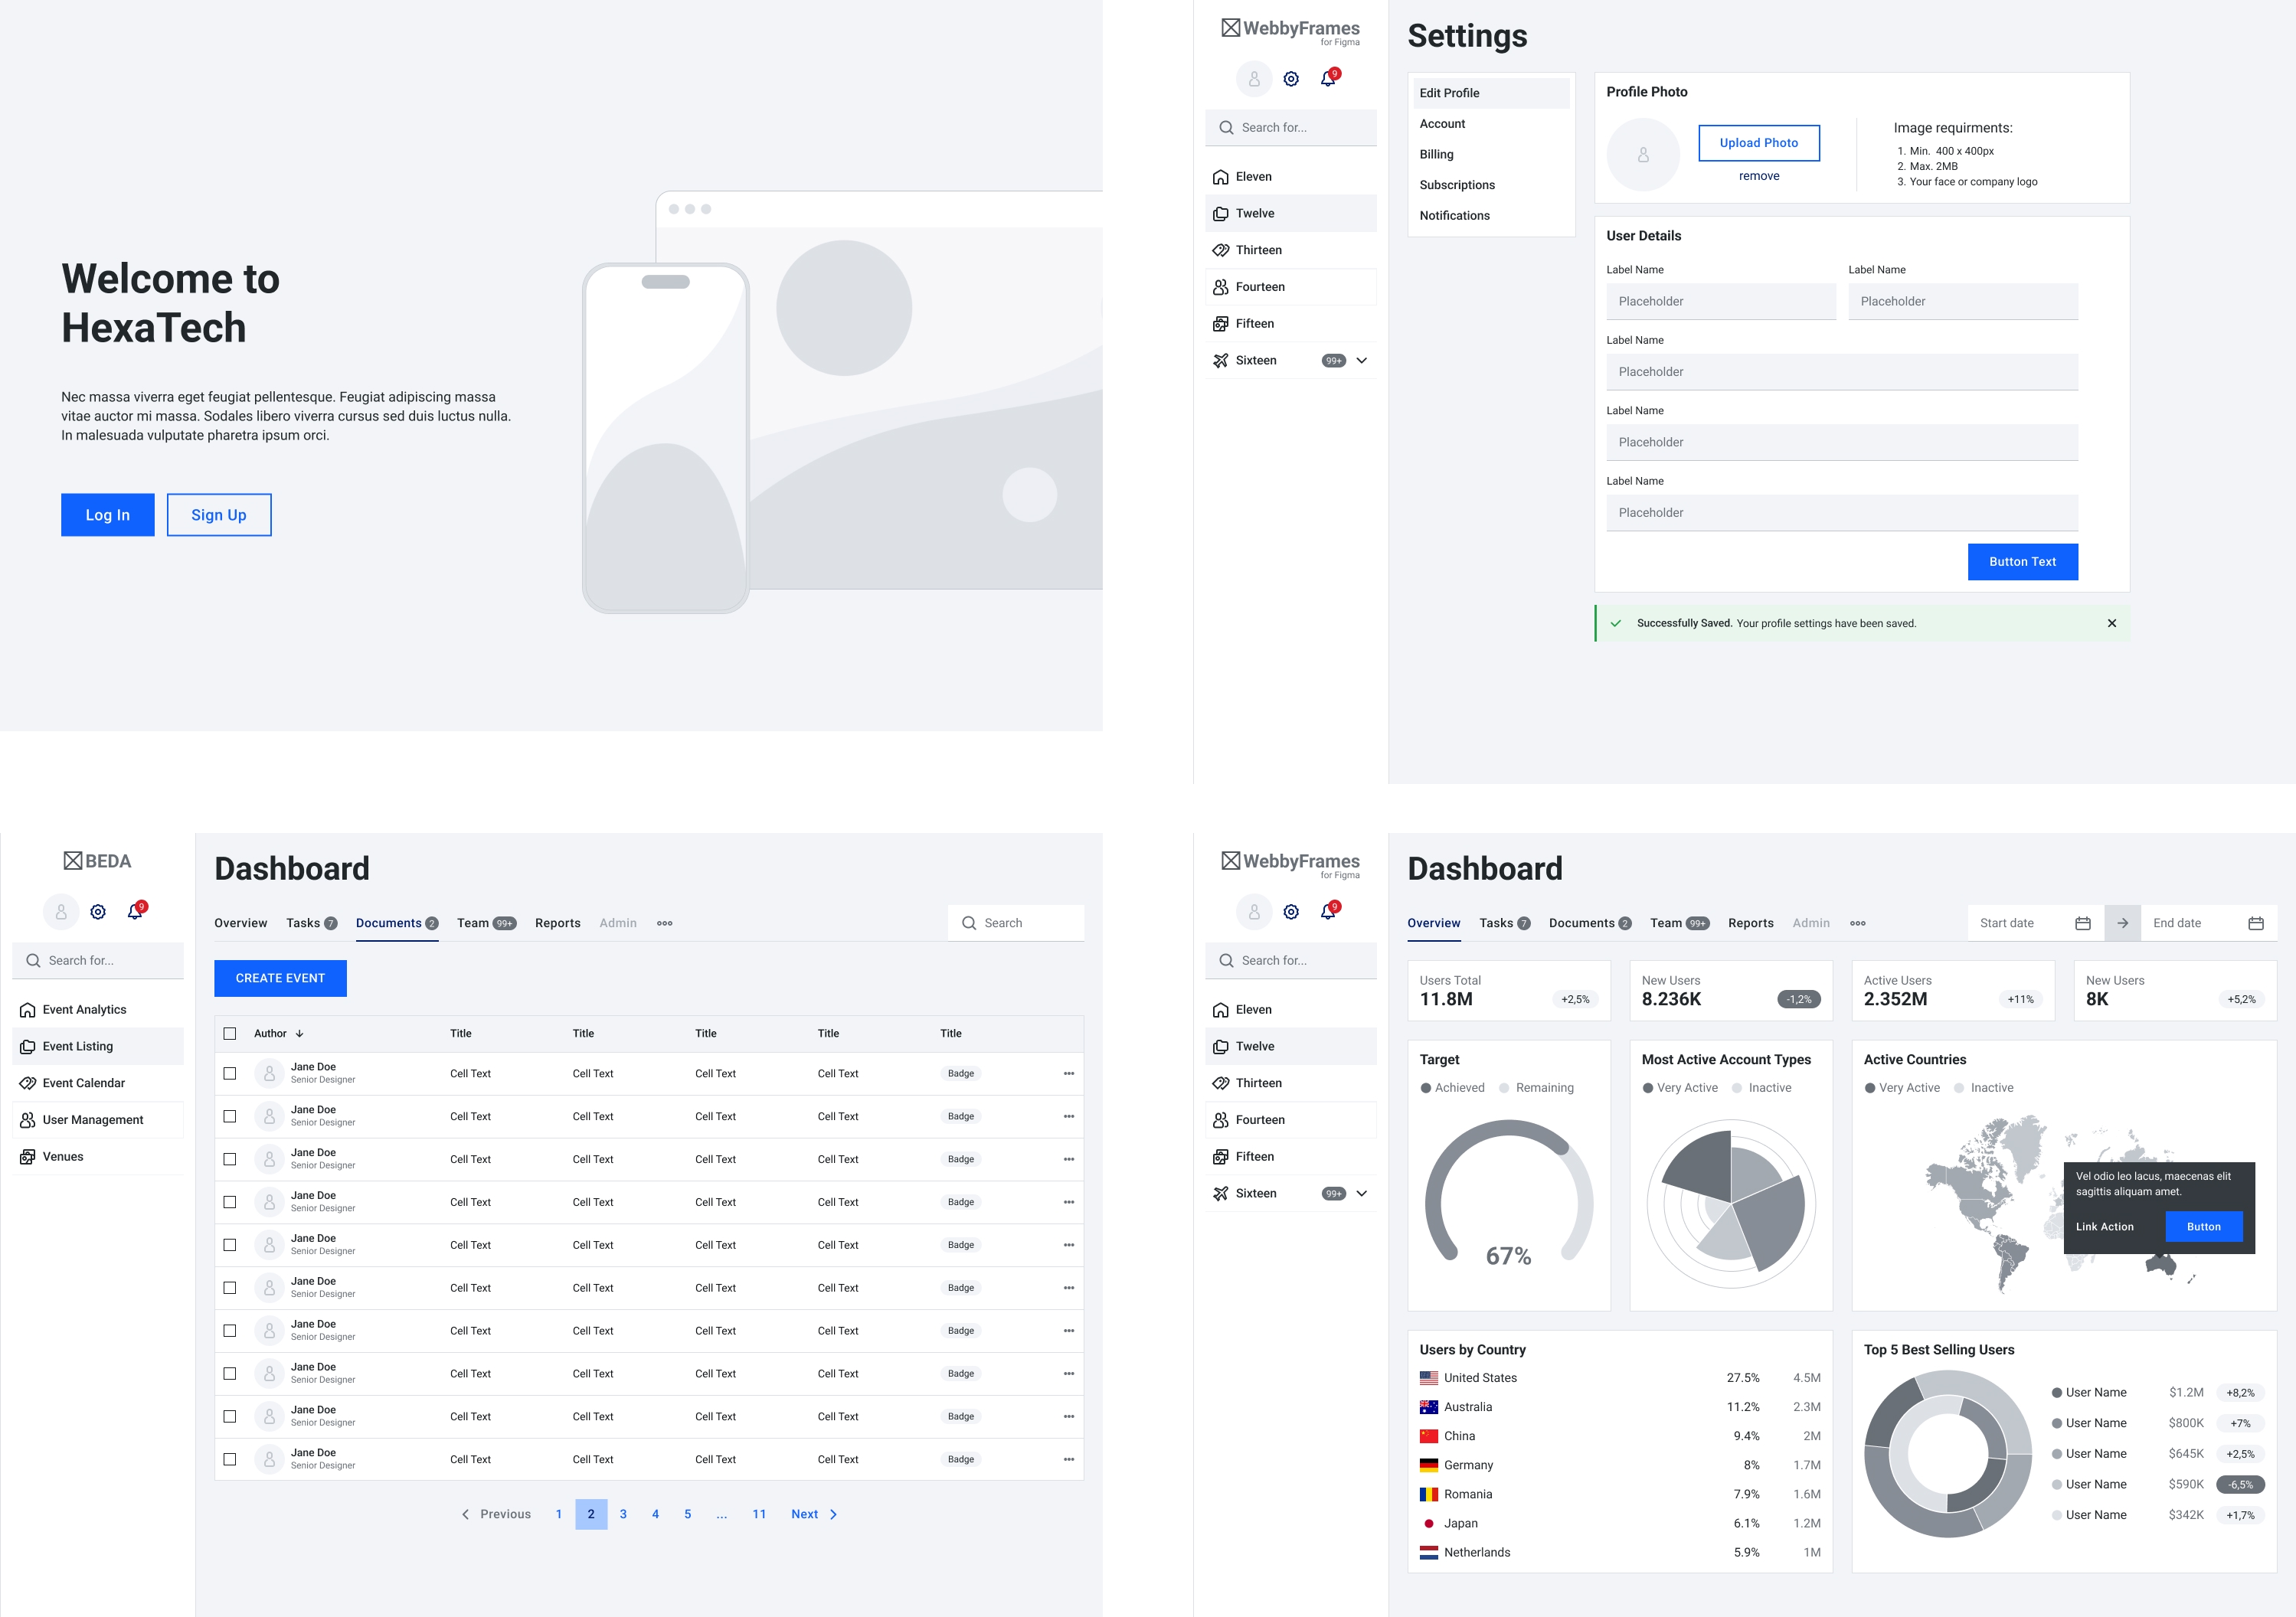 Welcome to
HexaTech
Nec massa viverra eget feugiat pellentesque. Feugiat adipiscing massa
vitae auctor mi massa. Sodales libero viverra cursus sed duis luctus nulla.
In malesuada vulputate pharetra ipsum orci.
Log In
Sign Up
WebbyFrames
for Figma
9
Search for...
Eleven
Twelve
Thirteen
Fourteen
Fifteen
Sixteen 99+
Settings
Edit Profile
Account
Billing
Subscriptions
Notifications
Profile Photo
Upload Photo
remove
Image requirments:
1. Min. 400 x 400px
2. Max. 2MB
3. Your face or company logo
User Details
Label Name Label Name
Placeholder Placeholder
Label Name
Placeholder
Label Name
Placeholder
Label Name
Placeholder
Button Text
Successfully Saved. Your profile settings have been saved.
BEDA
9
Search for...
Event Analytics
Event Listing
Event Calendar
User Management
Venues
Dashboard
Overview Tasks 7 Documents 2 Team 99+ Reports Admin
Search
CREATE EVENT
Author Title Title Title Title Title
Jane Doe
Senior Designer
Cell Text Cell Text Cell Text Cell Text Badge
Jane Doe
Senior Designer
Cell Text Cell Text Cell Text Cell Text Badge
Jane Doe
Senior Designer
Cell Text Cell Text Cell Text Cell Text Badge
Jane Doe
Senior Designer
Cell Text Cell Text Cell Text Cell Text Badge
Jane Doe
Senior Designer
Cell Text Cell Text Cell Text Cell Text Badge
Jane Doe
Senior Designer
Cell Text Cell Text Cell Text Cell Text Badge
Jane Doe
Senior Designer
Cell Text Cell Text Cell Text Cell Text Badge
Jane Doe
Senior Designer
Cell Text Cell Text Cell Text Cell Text Badge
Jane Doe
Senior Designer
Cell Text Cell Text Cell Text Cell Text Badge
Jane Doe
Senior Designer
Cell Text Cell Text Cell Text Cell Text Badge
Previous 1 2 3 4 5 ... 11 Next
WebbyFrames
for Figma
9
Search for...
Eleven
Twelve
Thirteen
Fourteen
Fifteen
Sixteen 99+
Dashboard
Overview Tasks 7 Documents 2 Team 99+ Reports Admin
Start date End date
Users Total
11.8M +2,5%
New Users
8.236K -1,2%
Active Users
2.352M +11%
New Users
8K +5,2%
Target
Achieved Remaining
67%
Most Active Account Types
Very Active Inactive
Active Countries
Very Active Inactive
Vel odio leo lacus, maecenas elit
sagittis aliquam amet.
Link Action Button
Users by Country
United States 27.5% 4.5M
Australia 11.2% 2.3M
China 9.4% 2M
Germany 8% 1.7M
Romania 7.9% 1.6M
Japan 6.1% 1.2M
Netherlands 5.9% 1M
Top 5 Best Selling Users
User Name $1.2M +8,2%
User Name $800K +7%
User Name $645K +2,5%
User Name $590K -6,5%
User Name $342K +1,7%